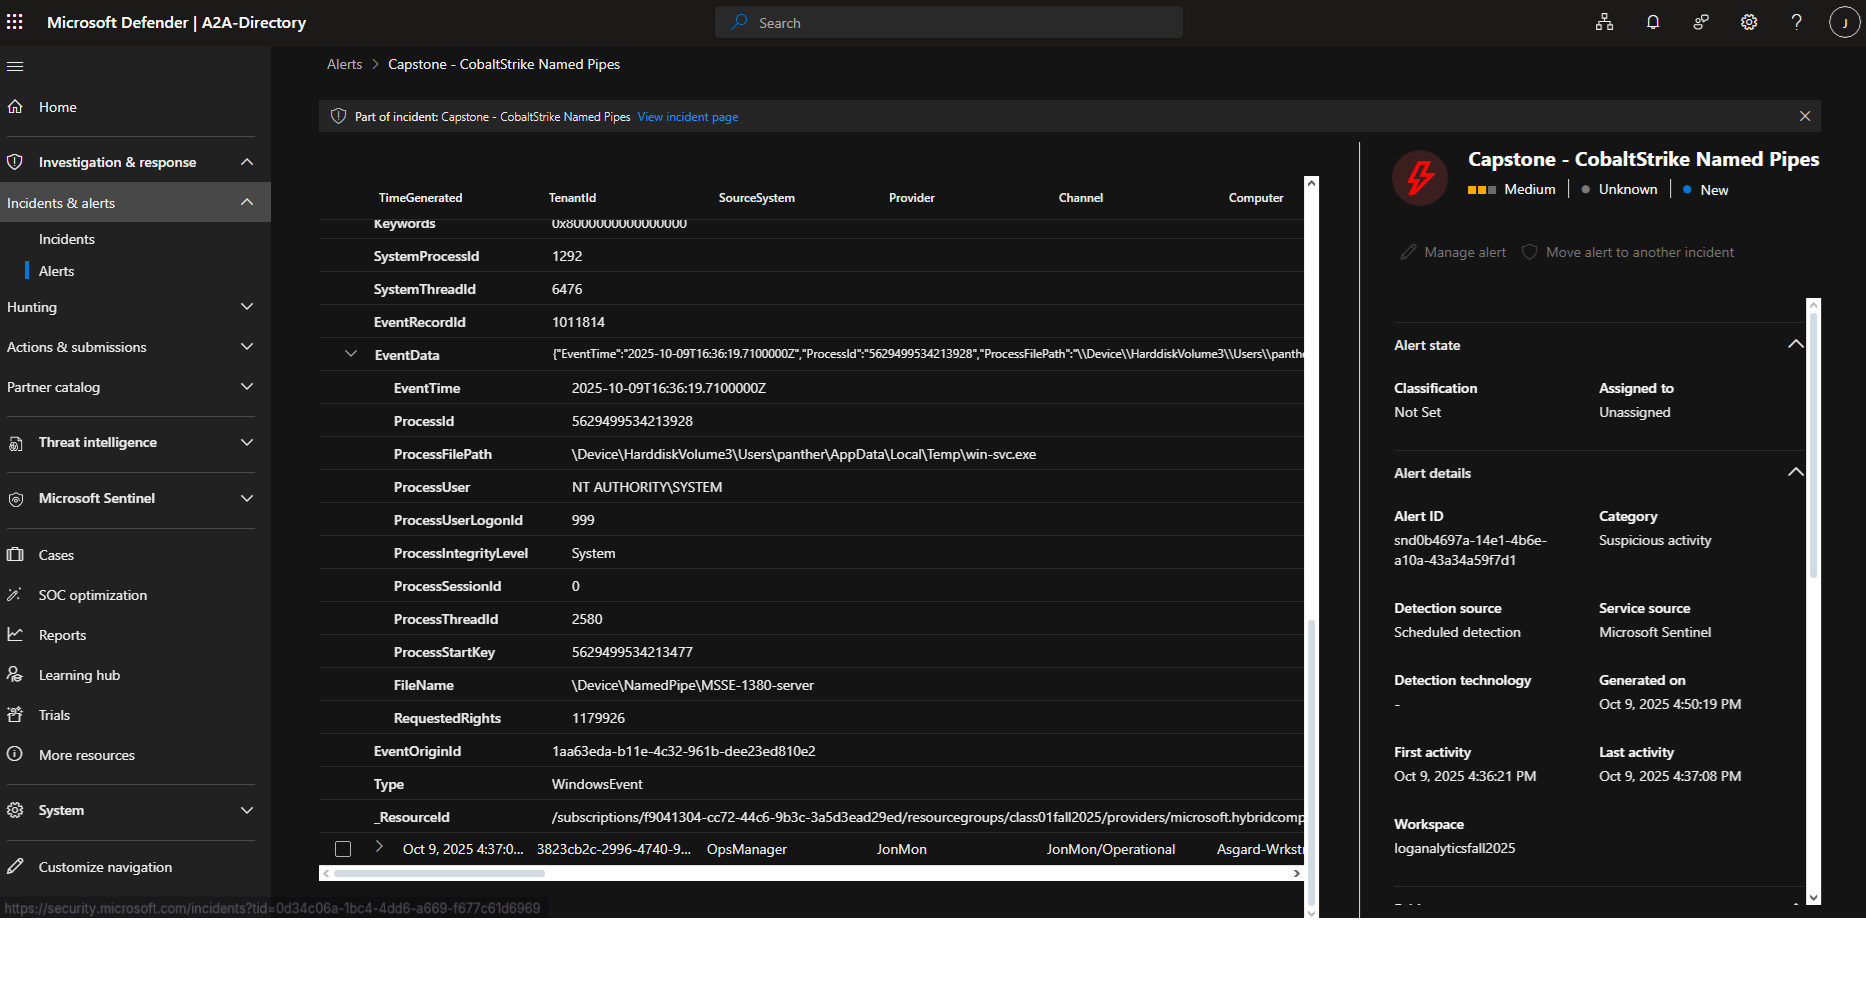 Microsoft Defender | A2A-Directory
Search
J
Home
Investigation & response
Incidents & alerts
Incidents
Alerts
Hunting
Actions & submissions
Partner catalog
Threat intelligence
Microsoft Sentinel
Cases
SOC optimization
Reports
Learning hub
Trials
More resources
System
Customize navigation
https://security.microsoft.com/incidents?tid=0d34c06a-1bc4-4dd6-a669-f677c61d6969
Alerts > Capstone - CobaltStrike Named Pipes
Part of incident: Capstone - CobaltStrike Named Pipes View incident page
TimeGenerated TenantId SourceSystem Provider Channel Computer
Keywords 0x8000000000000000
SystemProcessId 1292
SystemThreadId 6476
EventRecordId 1011814
EventData {"EventTime":"2025-10-09T16:36:19.7100000Z","ProcessId":"5629499534213928","ProcessFilePath":"\\Device\\HarddiskVolume3\\Users\\panthe
EventTime 2025-10-09T16:36:19.7100000Z
ProcessId 5629499534213928
ProcessFilePath \Device\HarddiskVolume3\Users\panther\AppData\Local\Temp\win-svc.exe
ProcessUser NT AUTHORITY\SYSTEM
ProcessUserLogonId 999
ProcessIntegrityLevel System
ProcessSessionId 0
ProcessThreadId 2580
ProcessStartKey 5629499534213477
FileName \Device\NamedPipe\MSSE-1380-server
RequestedRights 1179926
EventOriginId 1aa63eda-b11e-4c32-961b-dee23ed810e2
Type WindowsEvent
_ResourceId /subscriptions/f9041304-cc72-44c6-9b3c-3a5d3ead29ed/resourcegroups/class01fall2025/providers/microsoft.hybridcomp
Oct 9, 2025 4:37:0... 3823cb2c-2996-4740-9... OpsManager JonMon JonMon/Operational Asgard-Wrkst
Capstone - CobaltStrike Named Pipes
Medium Unknown New
Manage alert Move alert to another incident
Alert state
Classification Assigned to
Not Set Unassigned
Alert details
Alert ID Category
snd0b4697a-14e1-4b6e- Suspicious activity
a10a-43a34a59f7d1
Detection source Service source
Scheduled detection Microsoft Sentinel
Detection technology Generated on
- Oct 9, 2025 4:50:19 PM
First activity Last activity
Oct 9, 2025 4:36:21 PM Oct 9, 2025 4:37:08 PM
Workspace
loganalyticsfall2025